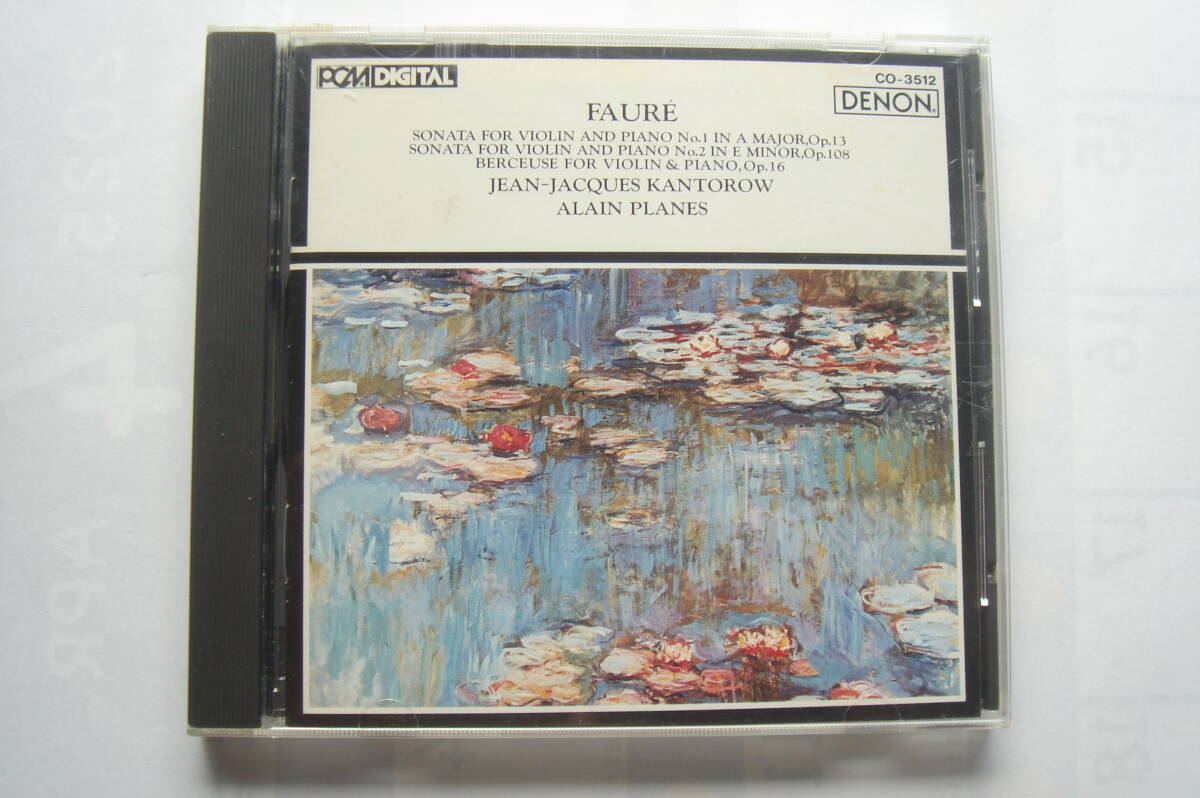 PCM DIGITAL
CO-3512
DENON
FAURÉ
SONATA FOR VIOLIN AND PIANO No.1 IN A MAJOR,Op.13
SONATA FOR VIOLIN AND PIANO No.2 IN E MINOR,Op.108
BERCEUSE FOR VIOLIN & PIANO,Op.16
JEAN-JACQUES KANTOROW
ALAIN PLANES